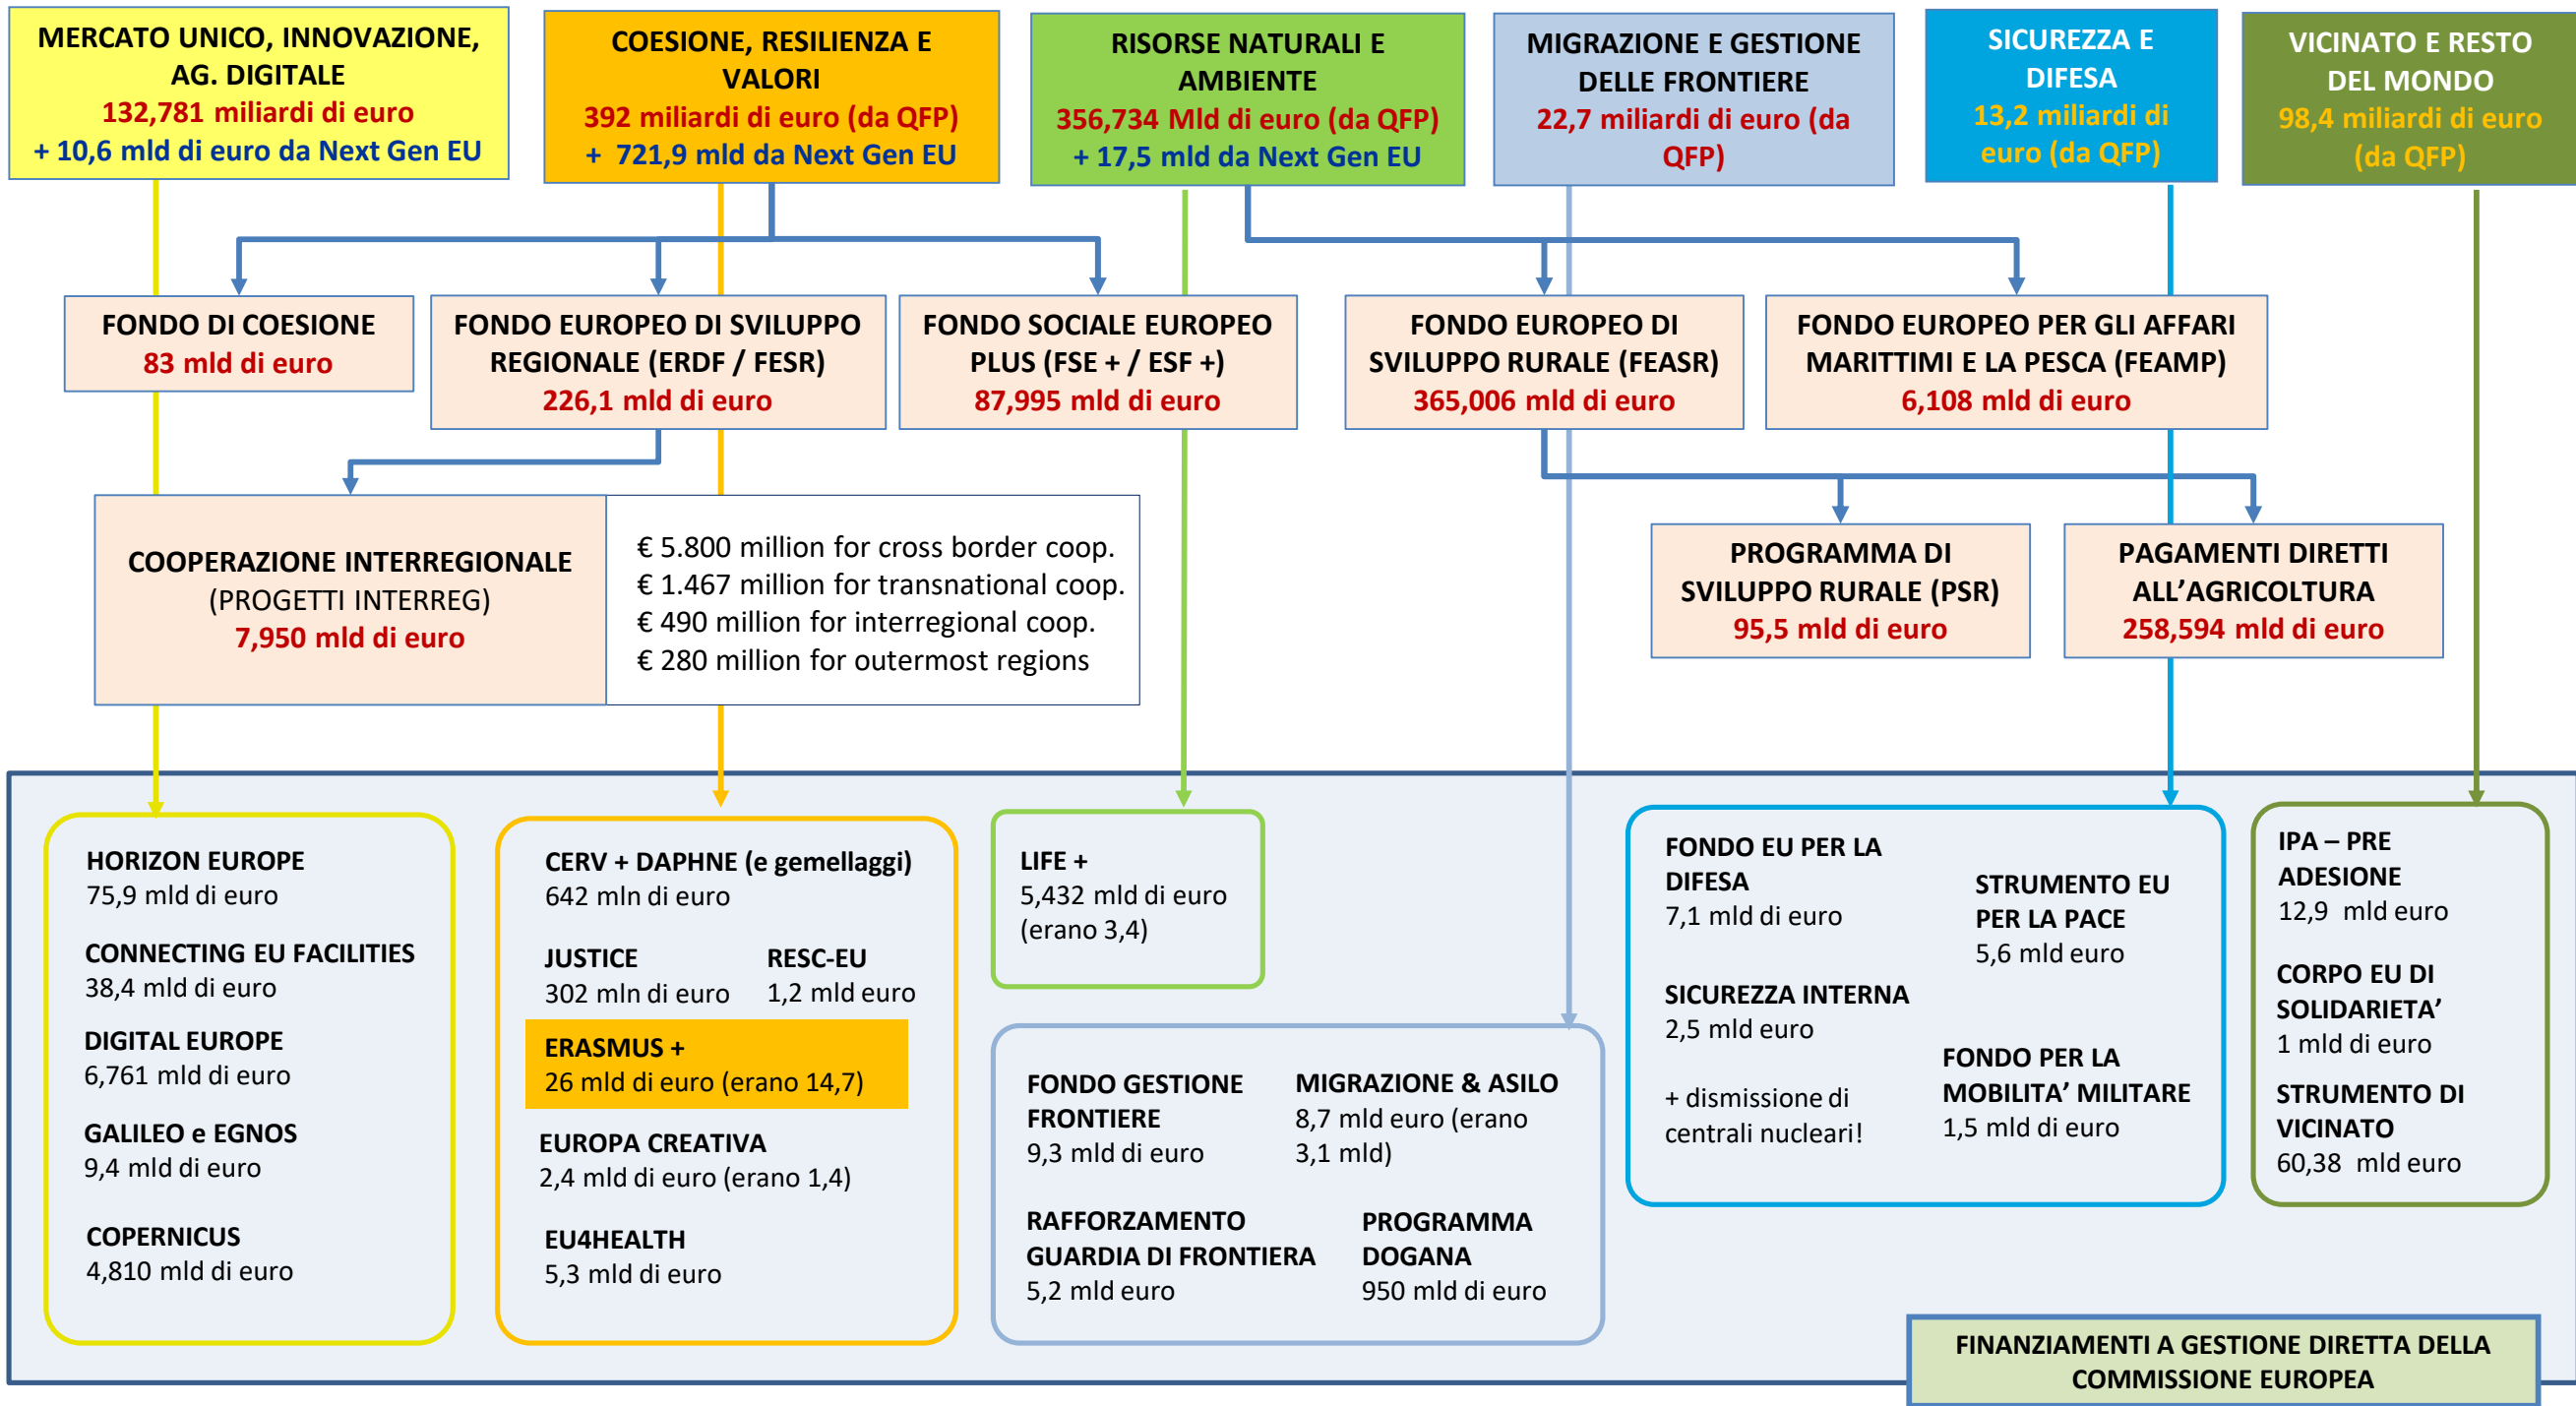 MERCATO UNICO, INNOVAZIONE,
AG. DIGITALE
132,781 miliardi di euro
+ 10,6 mld di euro da Next Gen EU
COESIONE, RESILIENZA E
VALORI
392 miliardi di euro (da QFP)
+ 721,9 mld da Next Gen EU
RISORSE NATURALI E
AMBIENTE
356,734 Mld di euro (da QFP)
+ 17,5 mld da Next Gen EU
MIGRAZIONE E GESTIONE
DELLE FRONTIERE
22,7 miliardi di euro (da
QFP)
SICUREZZA E
DIFESA
13,2 miliardi di
euro (da QFP)
VICINATO E RESTO
DEL MONDO
98,4 miliardi di euro
(da QFP)
FONDO DI COESIONE
83 mld di euro
FONDO EUROPEO DI SVILUPPO
REGIONALE (ERDF / FESR)
226,1 mld di euro
FONDO SOCIALE EUROPEO
PLUS (FSE + / ESF +)
87,995 mld di euro
FONDO EUROPEO DI
SVILUPPO RURALE (FEASR)
365,006 mld di euro
FONDO EUROPEO PER GLI AFFARI
MARITTIMI E LA PESCA (FEAMP)
6,108 mld di euro
COOPERAZIONE INTERREGIONALE
(PROGETTI INTERREG)
7,950 mld di euro
€ 5.800 million for cross border coop.
€ 1.467 million for transnational coop.
€ 490 million for interregional coop.
€ 280 million for outermost regions
PROGRAMMA DI
SVILUPPO RURALE (PSR)
95,5 mld di euro
PAGAMENTI DIRETTI
ALL’AGRICOLTURA
258,594 mld di euro
HORIZON EUROPE
75,9 mld di euro
CONNECTING EU FACILITIES
38,4 mld di euro
DIGITAL EUROPE
6,761 mld di euro
GALILEO e EGNOS
9,4 mld di euro
COPERNICUS
4,810 mld di euro
CERV + DAPHNE (e gemellaggi)
642 mln di euro
JUSTICE
302 mln di euro
RESC-EU
1,2 mld euro
ERASMUS +
26 mld di euro (erano 14,7)
EUROPA CREATIVA
2,4 mld di euro (erano 1,4)
EU4HEALTH
5,3 mld di euro
LIFE +
5,432 mld di euro
(erano 3,4)
FONDO GESTIONE
FRONTIERE
9,3 mld di euro
MIGRAZIONE & ASILO
8,7 mld euro (erano
3,1 mld)
RAFFORZAMENTO
GUARDIA DI FRONTIERA
5,2 mld euro
PROGRAMMA
DOGANA
950 mld di euro
FONDO EU PER LA
DIFESA
7,1 mld di euro
STRUMENTO EU
PER LA PACE
5,6 mld euro
SICUREZZA INTERNA
2,5 mld euro
FONDO PER LA
MOBILITA’ MILITARE
1,5 mld di euro
+ dismissione di
centrali nucleari!
IPA – PRE
ADESIONE
12,9 mld euro
CORPO EU DI
SOLIDARIETA’
1 mld di euro
STRUMENTO DI
VICINATO
60,38 mld euro
FINANZIAMENTI A GESTIONE DIRETTA DELLA
COMMISSIONE EUROPEA